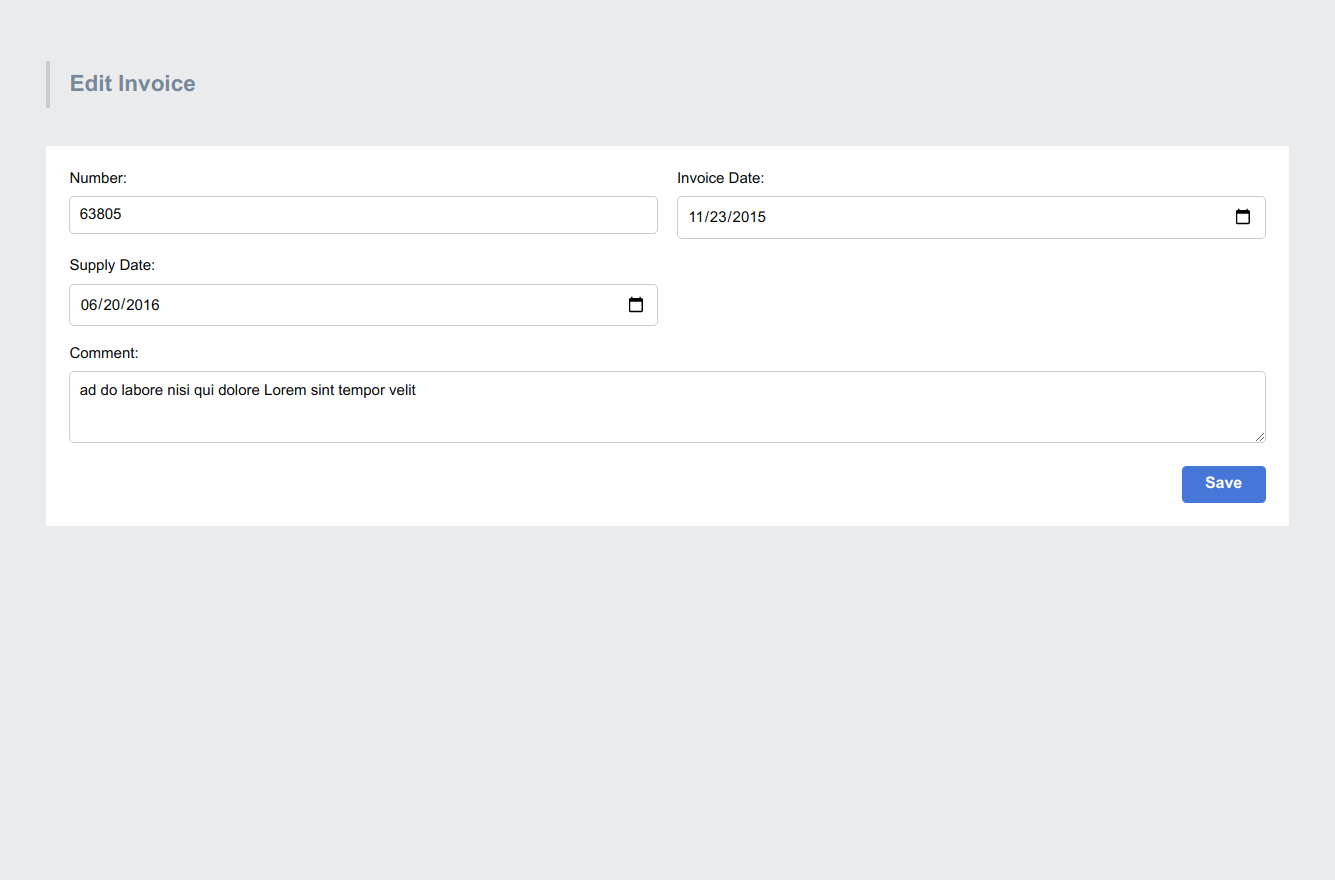 Edit Invoice
Number:
Invoice Date:
63805
11/23/2015
Supply Date:
06/20/2016
Comment:
ad do labore nisi qui dolore Lorem sint tempor velit
Save